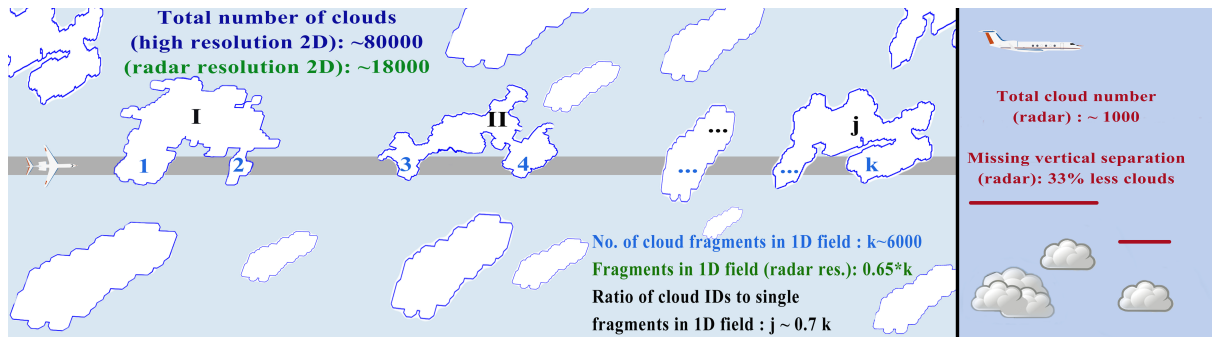 Total number of clouds
(high resolution 2D): ~80000
(radar resolution 2D): ~18000
I
II
...
j
1
2
3
4
...
...
k
No. of cloud fragments in 1D field : k~6000
Fragments in 1D field (radar res.): 0.65*k
Ratio of cloud IDs to single
fragments in 1D field : j ~ 0.7 k
Total cloud number
(radar) : ~ 1000
Missing vertical separation
(radar): 33% less clouds